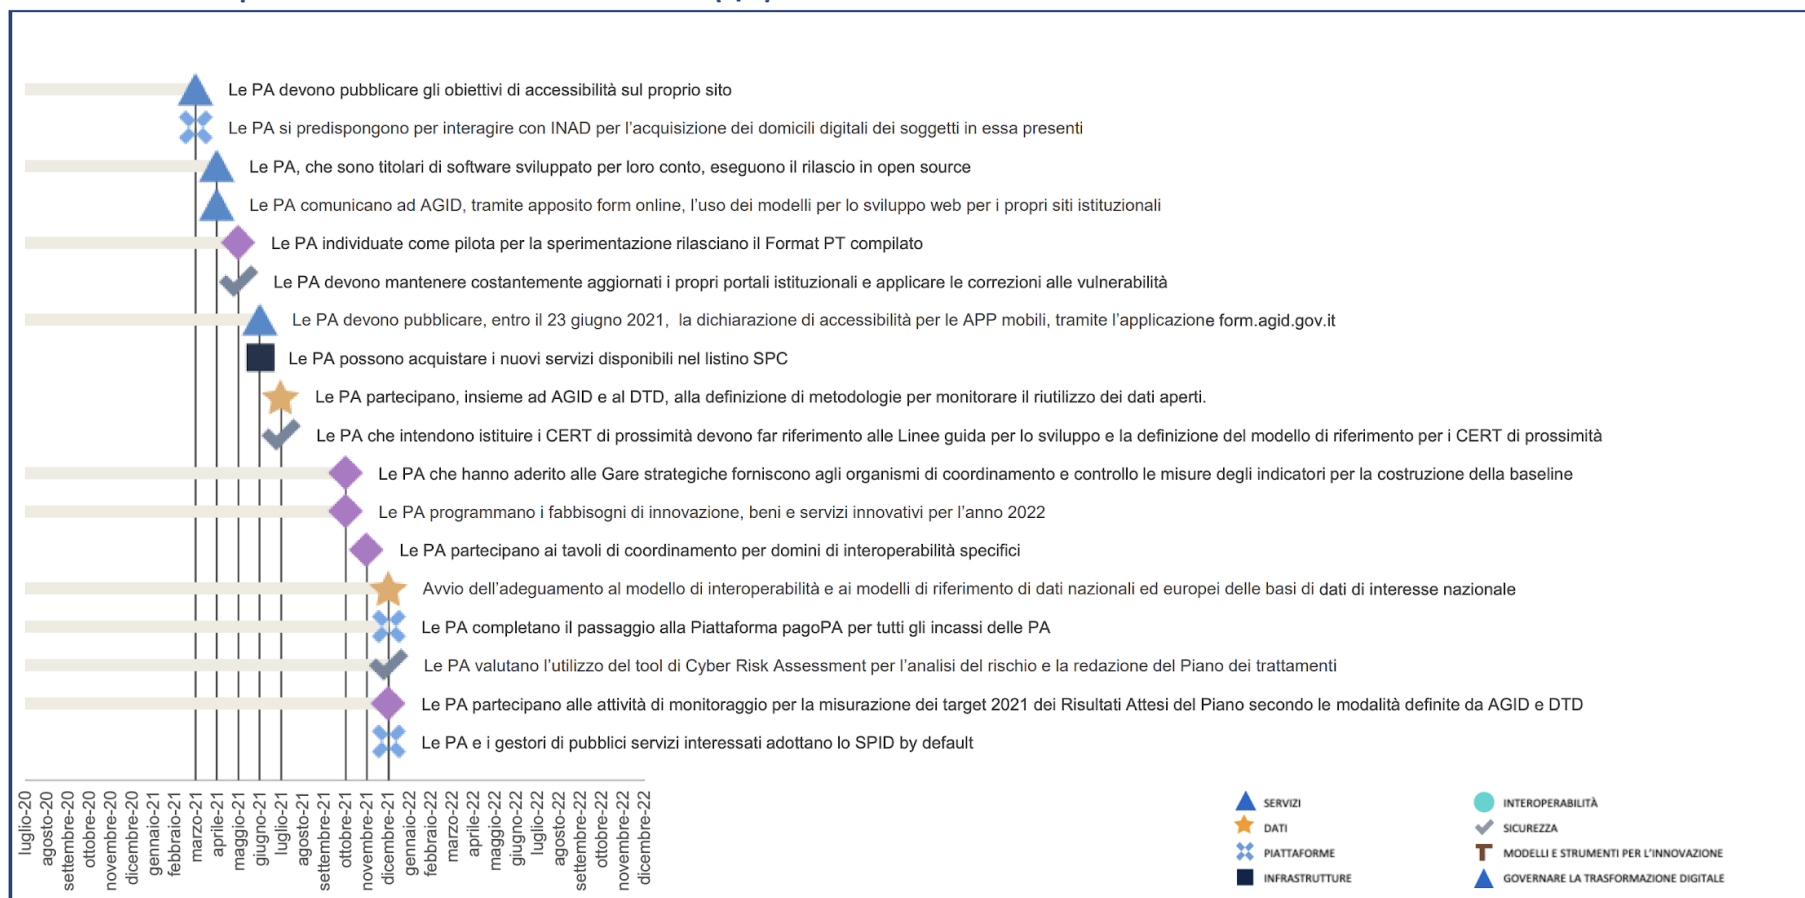 Le PA devono pubblicare gli obiettivi di accessibilità sul proprio sito
Le PA si predispongono per interagire con INAD per l’acquisizione dei domicili digitali dei soggetti in essa presenti
Le PA, che sono titolari di software sviluppato per loro conto, eseguono il rilascio in open source
Le PA comunicano ad AGID, tramite apposito form online, l’uso dei modelli per lo sviluppo web per i propri siti istituzionali
Le PA individuate come pilota per la sperimentazione rilasciano il Format PT compilato
Le PA devono mantenere costantemente aggiornati i propri portali istituzionali e applicare le correzioni alle vulnerabilità
Le PA devono pubblicare, entro il 23 giugno 2021, la dichiarazione di accessibilità per le APP mobili, tramite l’applicazione form.agid.gov.it
Le PA possono acquistare i nuovi servizi disponibili nel listino SPC
Le PA partecipano, insieme ad AGID e al DTD, alla definizione di metodologie per monitorare il riutilizzo dei dati aperti.
Le PA che intendono istituire i CERT di prossimità devono far riferimento alle Linee guida per lo sviluppo e la definizione del modello di riferimento per i CERT di prossimità
Le PA che hanno aderito alle Gare strategiche forniscono agli organismi di coordinamento e controllo le misure degli indicatori per la costruzione della baseline
Le PA programmano i fabbisogni di innovazione, beni e servizi innovativi per l’anno 2022
Le PA partecipano ai tavoli di coordinamento per domini di interoperabilità specifici
Avvio dell’adeguamento al modello di interoperabilità e ai modelli di riferimento di dati nazionali ed europei delle basi di dati di interesse nazionale
Le PA completano il passaggio alla Piattaforma pagoPA per tutti gli incassi delle PA
Le PA valutano l’utilizzo del tool di Cyber Risk Assessment per l’analisi del rischio e la redazione del Piano dei trattamenti
Le PA partecipano alle attività di monitoraggio per la misurazione dei target 2021 dei Risultati Attesi del Piano secondo le modalità definite da AGID e DTD
Le PA e i gestori di pubblici servizi interessati adottano lo SPID by default
luglio-20
agosto-20
settembre-20
ottobre-20
novembre-20
dicembre-20
gennaio-21
febbraio-21
marzo-21
aprile-21
maggio-21
giugno-21
luglio-21
agosto-21
settembre-21
ottobre-21
novembre-21
dicembre-21
gennaio-22
febbraio-22
marzo-22
aprile-22
maggio-22
giugno-22
luglio-22
agosto-22
settembre-22
ottobre-22
novembre-22
dicembre-22
SERVIZI
DATI
PIATTAFORME
INFRASTRUTTURE
INTEROPERABILITÀ
SICUREZZA
MODELLI E STRUMENTI PER L’INNOVAZIONE
GOVERNARE LA TRASFORMAZIONE DIGITALE